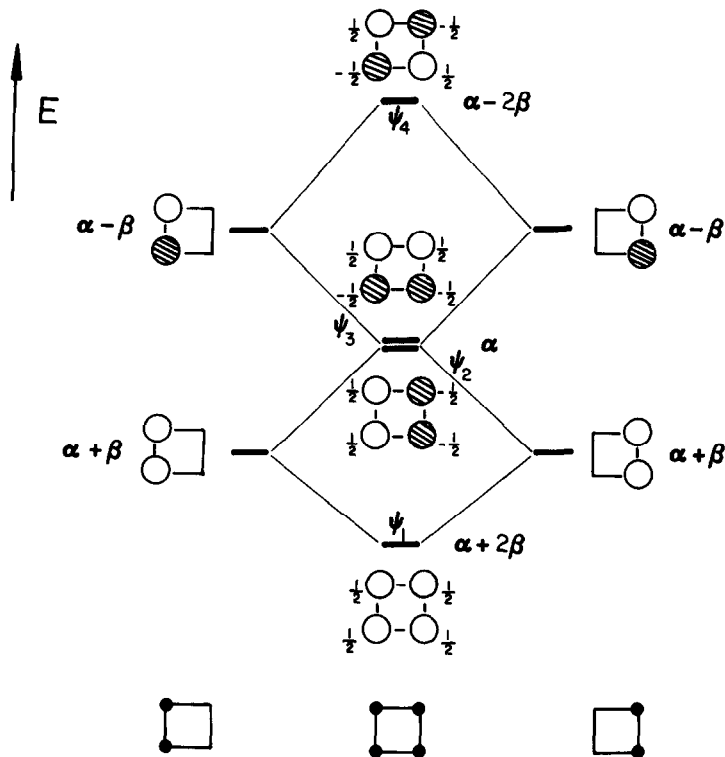 ½ -½
-½ ½
E
α-2β
ψ₄
α-β
α-β
½ ½
-½ -½
ψ₃
α
ψ₂
½ -½
½ -½
α+β
α+β
ψ₁
α+2β
½ ½
½ ½